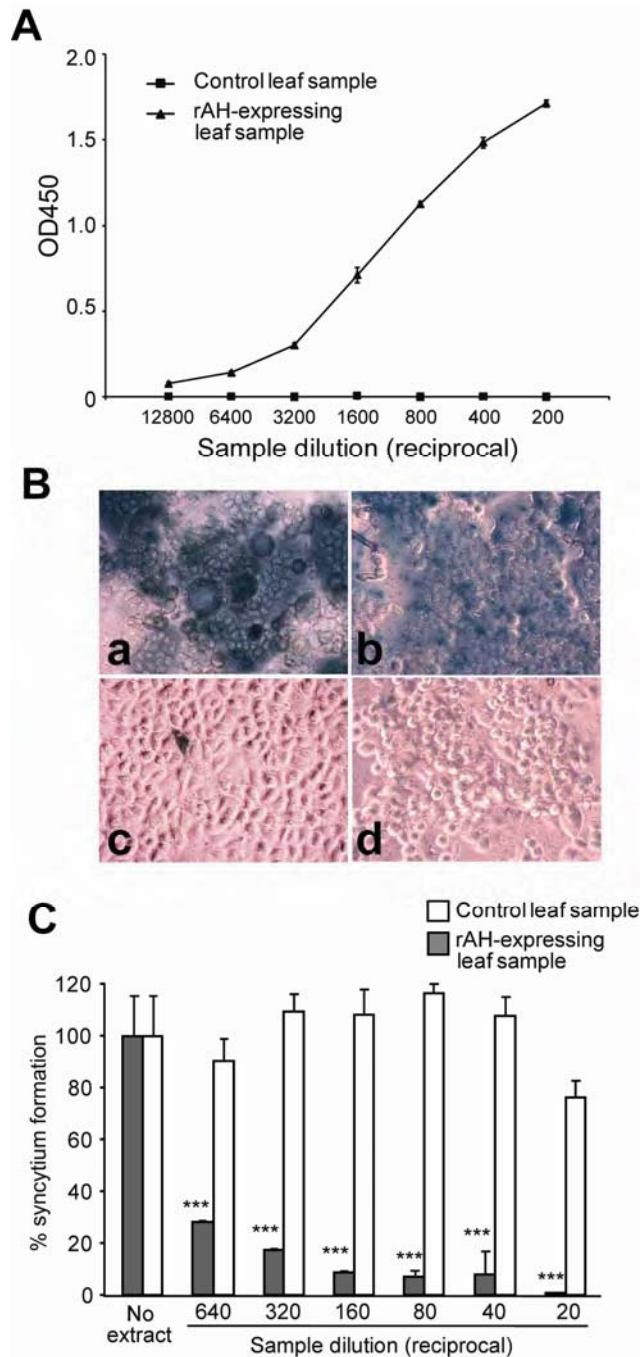 A
2.0
Control leaf sample
rAH-expressing
leaf sample
1.5
1.0
0.5
0
OD450
12800 6400 3200 1600 800 400 200
Sample dilution (reciprocal)
B
a
b
c
d
C
Control leaf sample
rAH-expressing
leaf sample
120
100
80
60
40
20
0
% syncytium formation
*** *** *** *** *** ***
No
extract
640 320 160 80 40 20
Sample dilution (reciprocal)